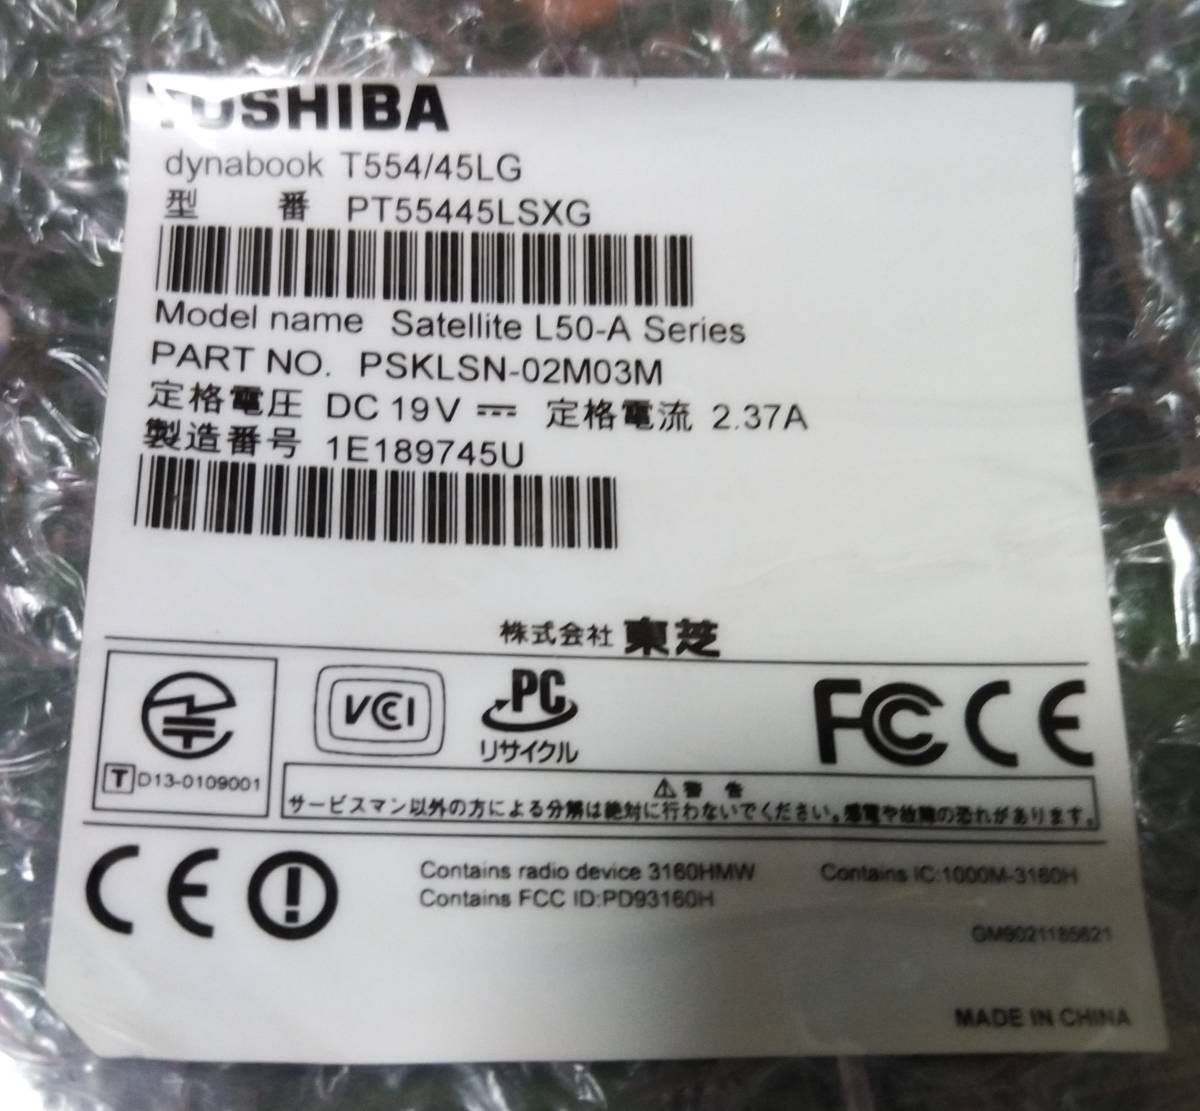 TOSHIBA
dynabook T554/45LG
型 番 PT55445LSXG
Model name Satellite L50-A Series
PART NO. PSKLSN-02M03M
定格電圧 DC 19V ⎓ 定格電流 2.37A
製造番号 1E189745U
株式会社 東芝
VCCI
PC
リサイクル
FC CE
T D13-0109001
⚠警 告
サービスマン以外の方による分解は絶対に行わないでください。感電や故障の恐れがあります。
CE
Contains radio device 3160HMW Contains IC:1000M-3160H
Contains FCC ID:PD93160H
GM9021185621
MADE IN CHINA